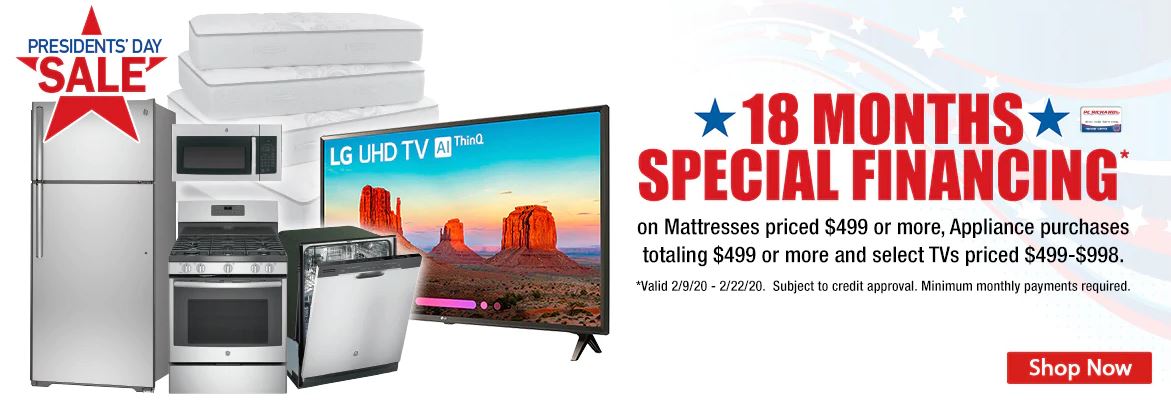 PRESIDENTS' DAY
SALE
LG UHD TV AI ThinQ
18 MONTHS
SPECIAL FINANCING*
on Mattresses priced $499 or more, Appliance purchases
totaling $499 or more and select TVs priced $499-$998.
*Valid 2/9/20 - 2/22/20. Subject to credit approval. Minimum monthly payments required.
Shop Now
P.C. RICHARD